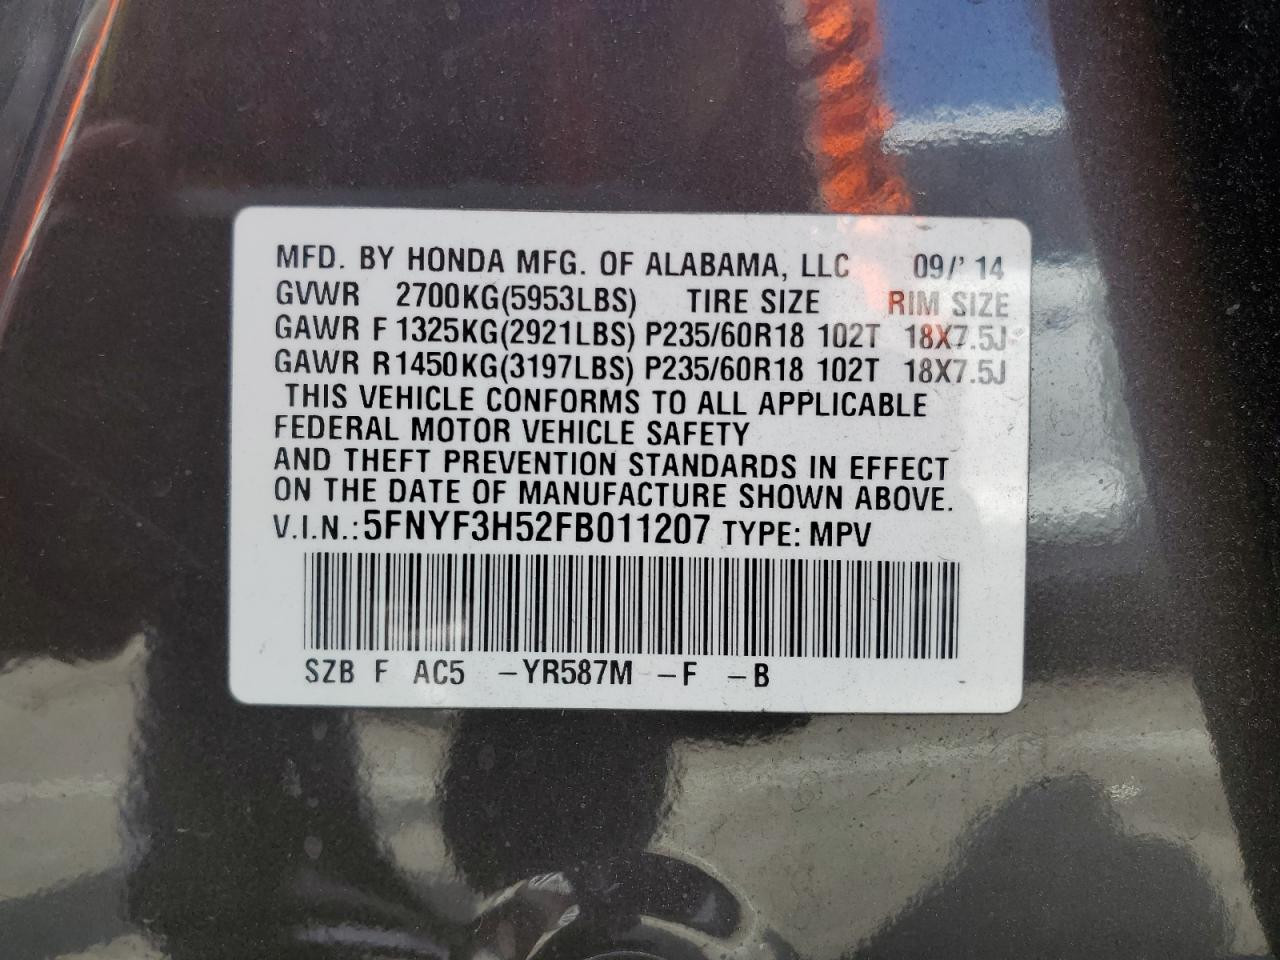 MFD. BY HONDA MFG. OF ALABAMA, LLC 09/' 14
GVWR 2700KG(5953LBS) TIRE SIZE RIM SIZE
GAWR F 1325KG(2921LBS) P235/60R18 102T 18X7.5J
GAWR R 1450KG(3197LBS) P235/60R18 102T 18X7.5J
THIS VEHICLE CONFORMS TO ALL APPLICABLE
FEDERAL MOTOR VEHICLE SAFETY
AND THEFT PREVENTION STANDARDS IN EFFECT
ON THE DATE OF MANUFACTURE SHOWN ABOVE.
V.I.N.: 5FNYF3H52FB011207 TYPE: MPV
SZB F AC5 –YR587M –F –B